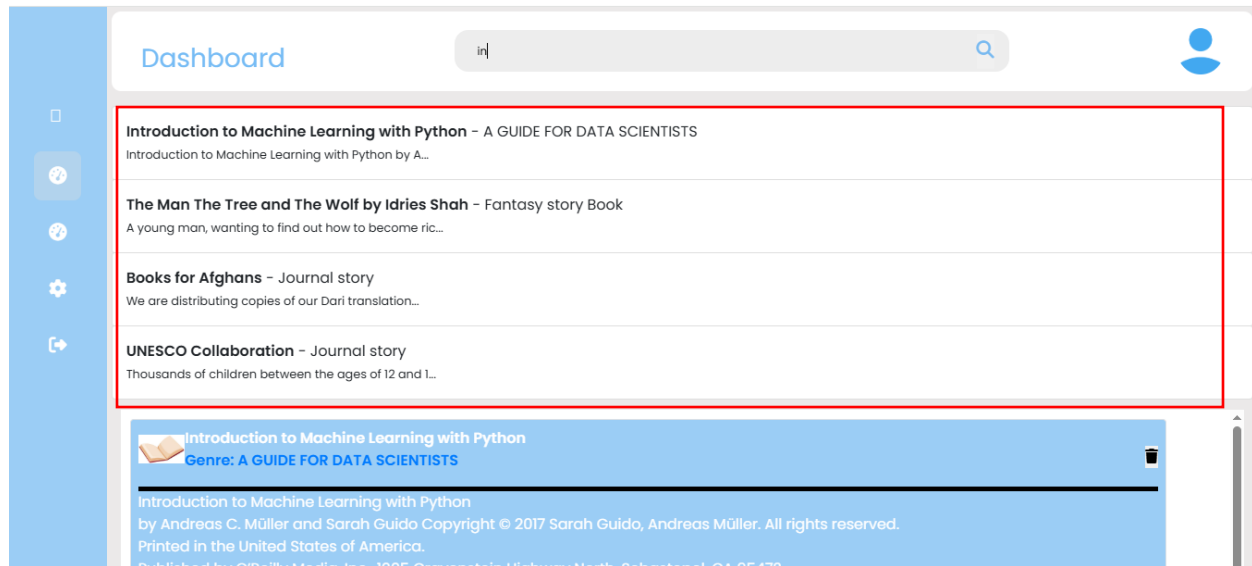 Dashboard
in
Introduction to Machine Learning with Python - A GUIDE FOR DATA SCIENTISTS
Introduction to Machine Learning with Python by A...
The Man The Tree and The Wolf by Idries Shah - Fantasy story Book
A young man, wanting to find out how to become ric...
Books for Afghans - Journal story
We are distributing copies of our Dari translation...
UNESCO Collaboration - Journal story
Thousands of children between the ages of 12 and 1...
Introduction to Machine Learning with Python
Genre: A GUIDE FOR DATA SCIENTISTS
Introduction to Machine Learning with Python
by Andreas C. Müller and Sarah Guido Copyright © 2017 Sarah Guido, Andreas Müller. All rights reserved.
Printed in the United States of America.